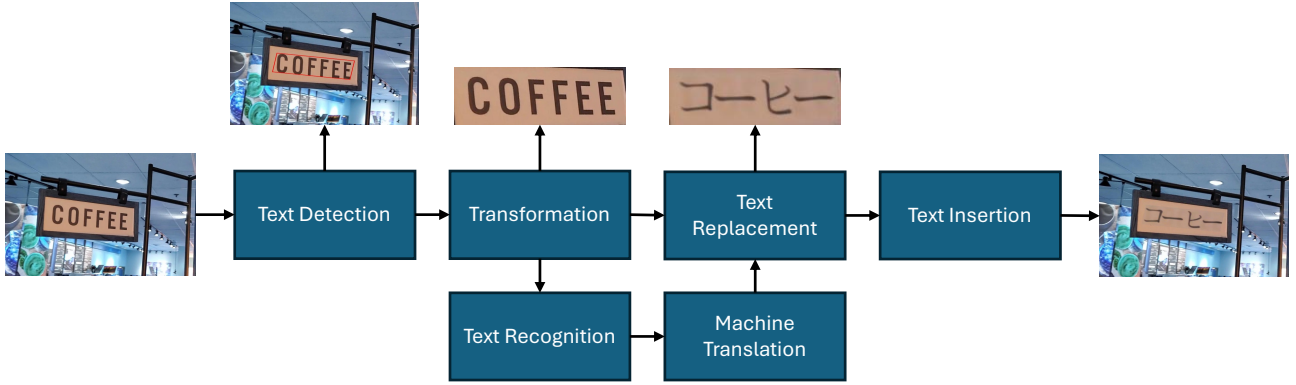 COFFEE
COFFEE
コーヒー
COFFEE
Text Detection
Transformation
Text
Replacement
Text Insertion
コーヒー
Text Recognition
Machine
Translation